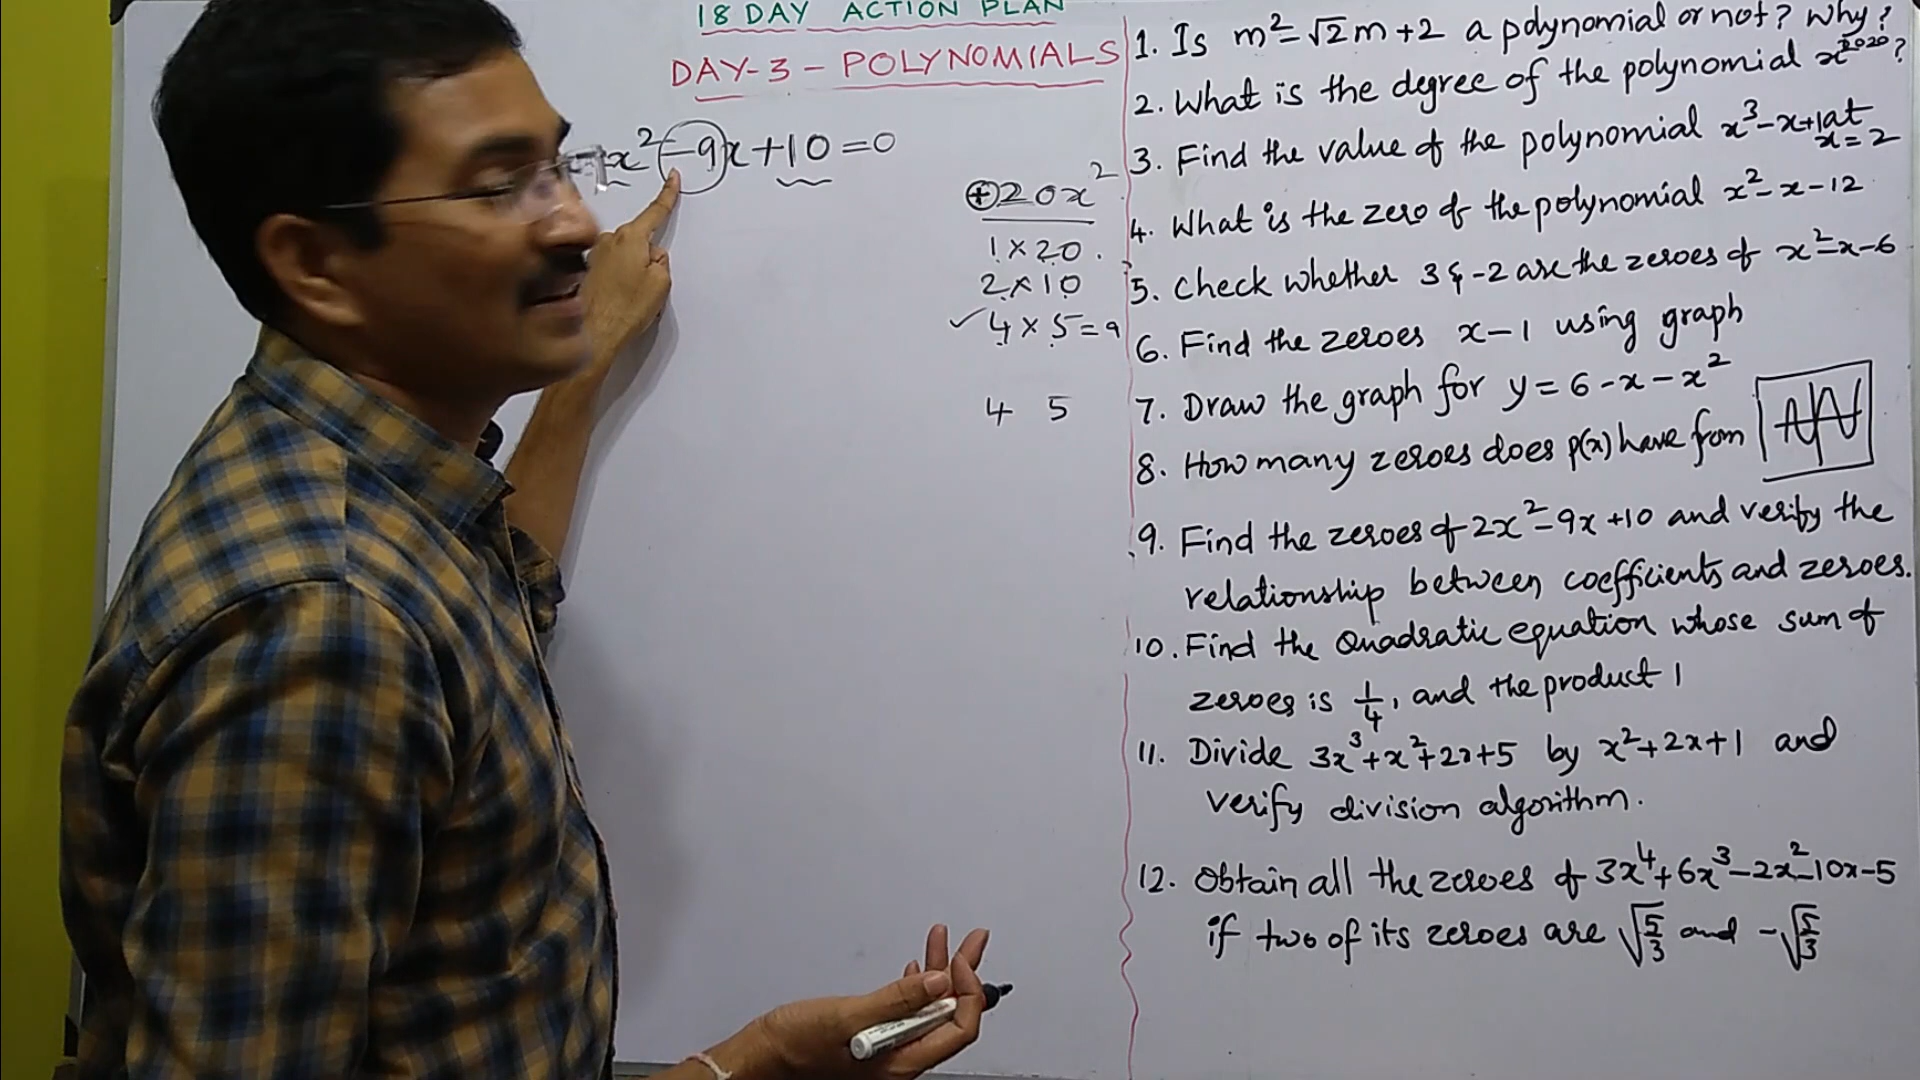 18 DAY ACTION PLAN
DAY-3 - POLYNOMIALS
x² - 9x + 10 = 0
+20x²
1 × 20.
2 × 10
✓ 4 × 5 = 9
4 5
1. Is m² - √2 m + 2 a polynomial or not? why?
2. What is the degree of the polynomial x²⁰²⁰?
3. Find the value of the polynomial x³ - x + 1 at x = 2
4. What is the zero of the polynomial x² - x - 12
5. Check whether 3 & -2 are the zeroes of x² - x - 6
6. Find the zeroes x - 1 using graph
7. Draw the graph for y = 6 - x - x²
8. How many zeroes does p(x) have from
9. Find the zeroes of 2x² - 9x + 10 and verify the
relationship between coefficients and zeroes.
10. Find the Quadratic equation whose sum of
zeroes is 1/4, and the product 1
11. Divide 3x³ + x² + 2x + 5 by x² + 2x + 1 and
verify division algorithm.
12. Obtain all the zeroes of 3x⁴ + 6x³ - 2x² - 10x - 5
if two of its zeroes are √5/3 and -√5/3